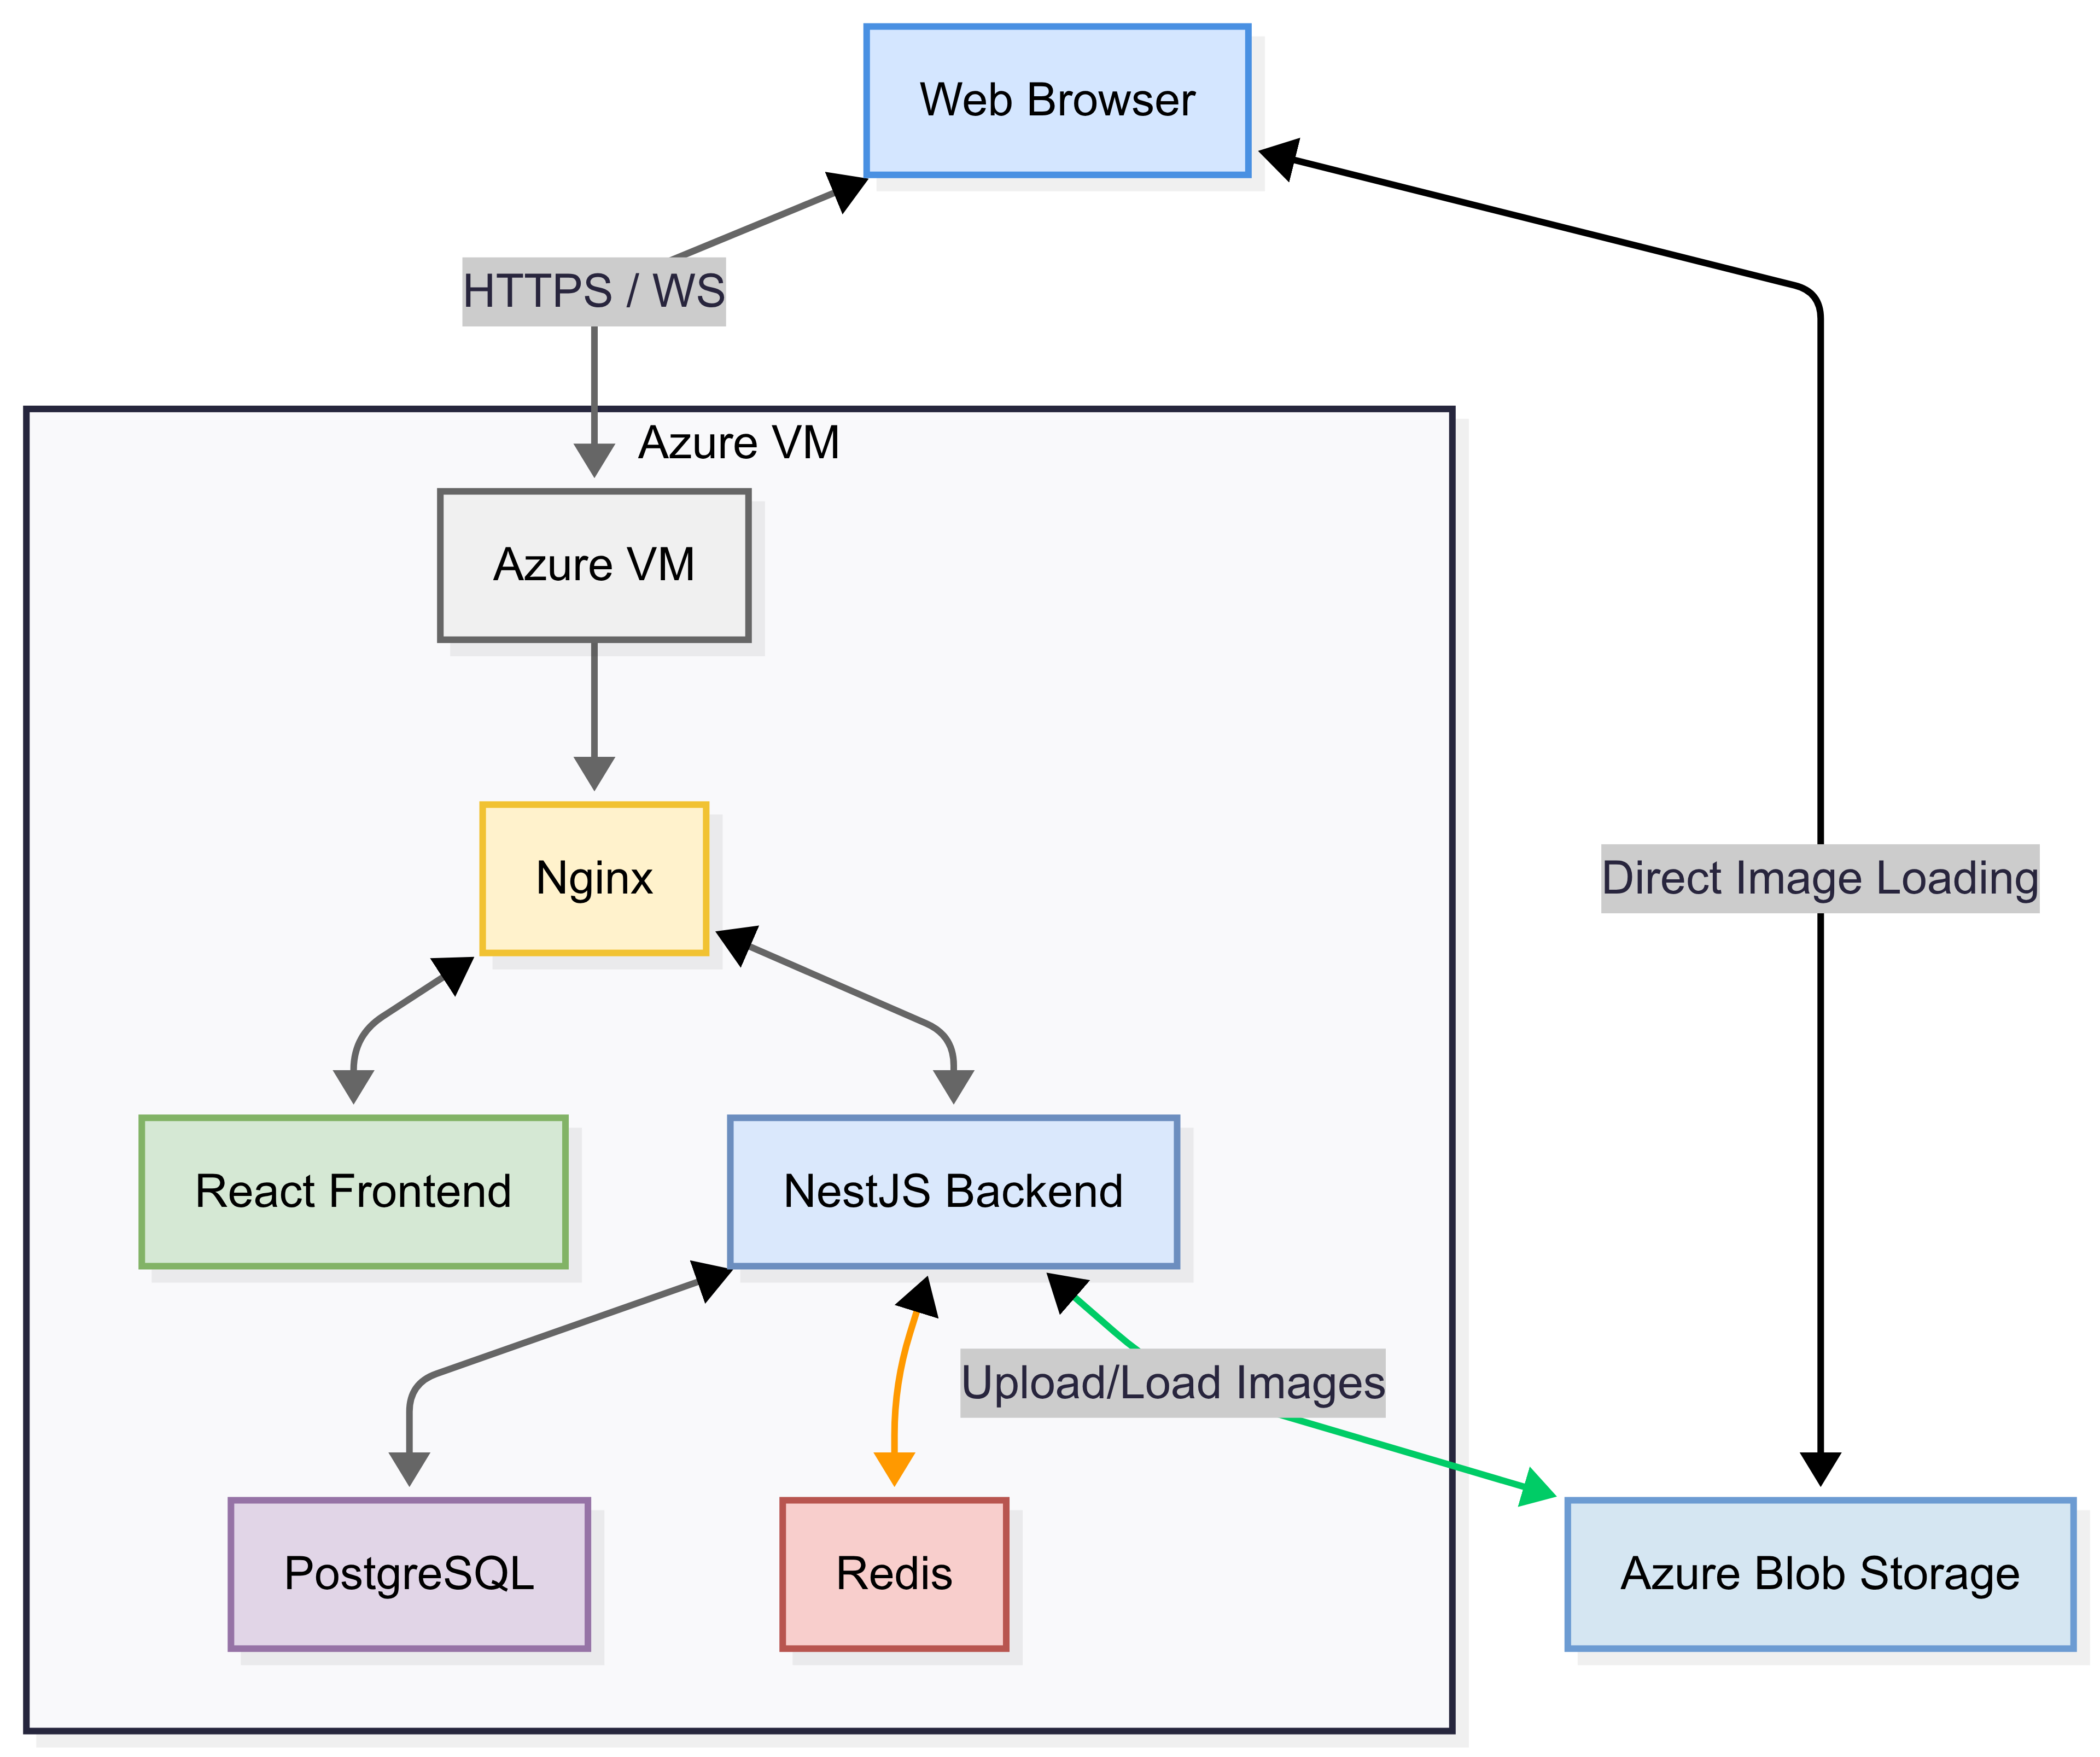 Web Browser
HTTPS / WS
Azure VM
Azure VM
Nginx
Direct Image Loading
React Frontend
NestJS Backend
Upload/Load Images
PostgreSQL
Redis
Azure Blob Storage